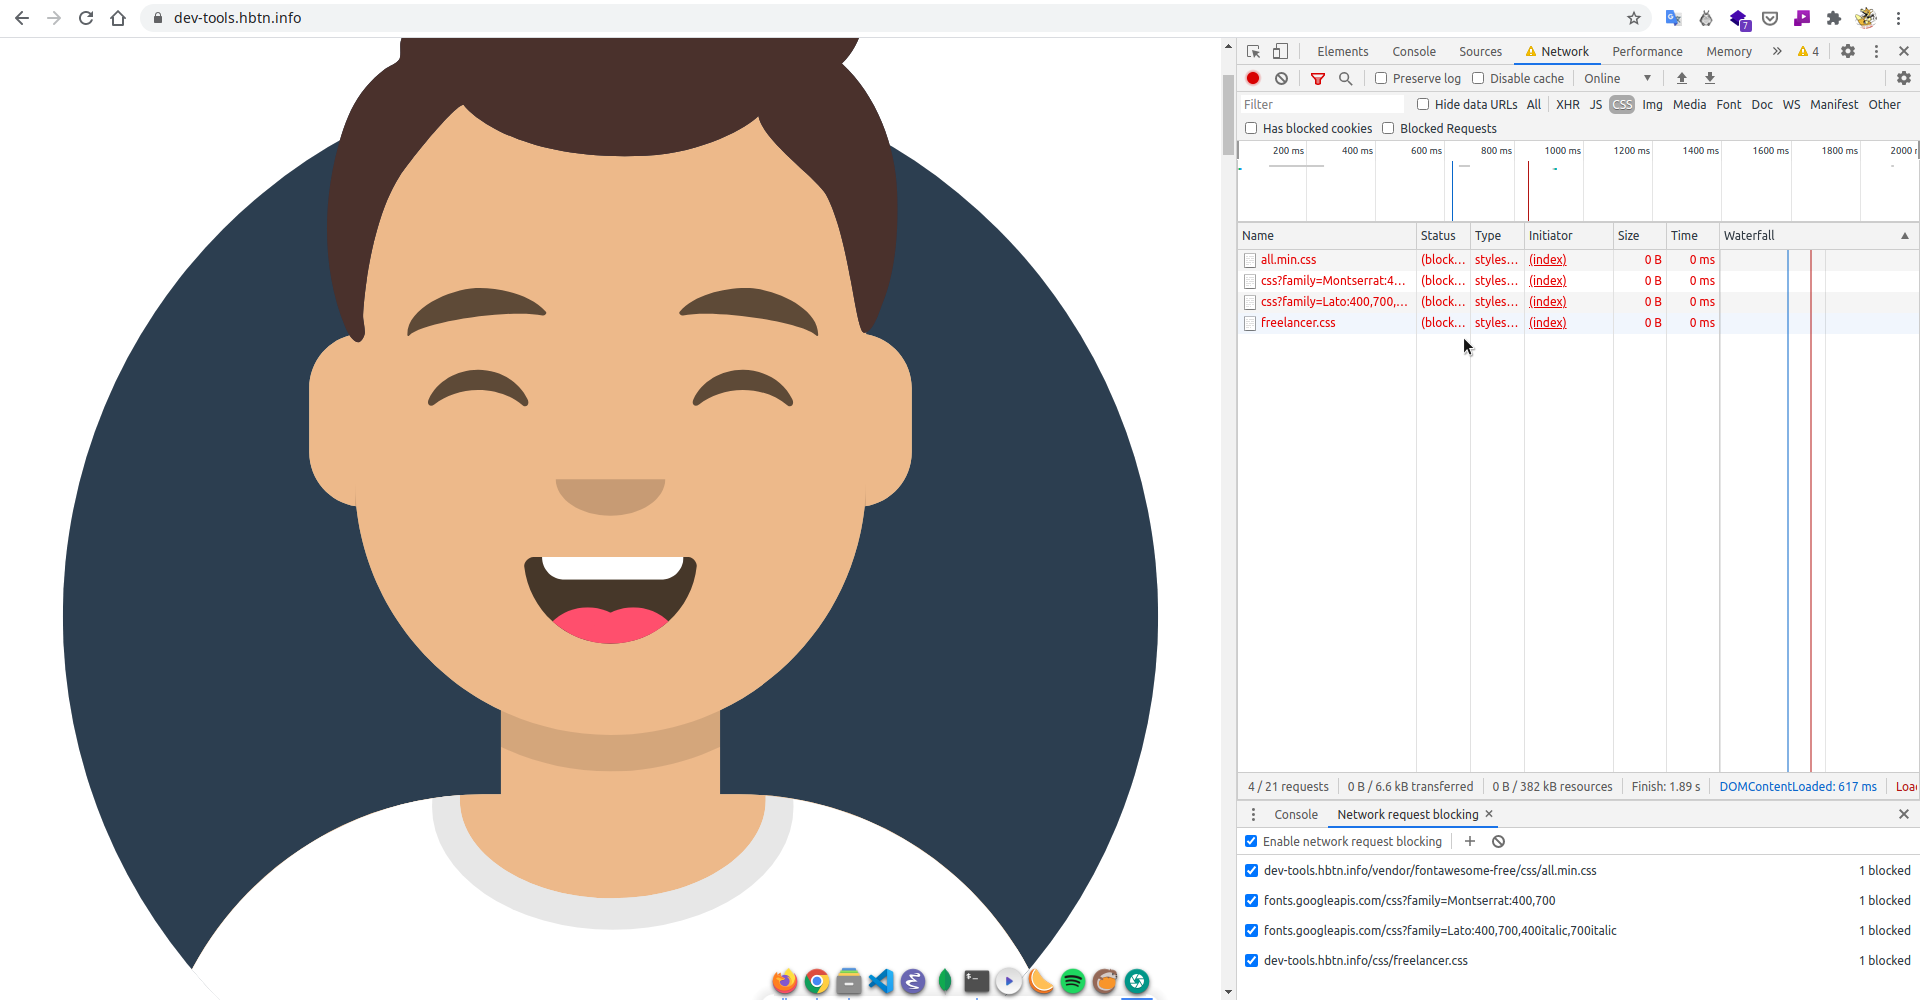 dev-tools.hbtn.info
7
Elements Console Sources Network Performance Memory 4
Preserve log Disable cache Online
Filter Hide data URLs All XHR JS CSS Img Media Font Doc WS Manifest Other
Has blocked cookies Blocked Requests
200 ms 400 ms 600 ms 800 ms 1000 ms 1200 ms 1400 ms 1600 ms 1800 ms 2000
Name Status Type Initiator Size Time Waterfall
all.min.css (block... styles... (index) 0 B 0 ms
css?family=Montserrat:4... (block... styles... (index) 0 B 0 ms
css?family=Lato:400,700,... (block... styles... (index) 0 B 0 ms
freelancer.css (block... styles... (index) 0 B 0 ms
4 / 21 requests 0 B / 6.6 kB transferred 0 B / 382 kB resources Finish: 1.89 s DOMContentLoaded: 617 ms Loa
Console Network request blocking
Enable network request blocking
dev-tools.hbtn.info/vendor/fontawesome-free/css/all.min.css 1 blocked
fonts.googleapis.com/css?family=Montserrat:400,700 1 blocked
fonts.googleapis.com/css?family=Lato:400,700,400italic,700italic 1 blocked
dev-tools.hbtn.info/css/freelancer.css 1 blocked